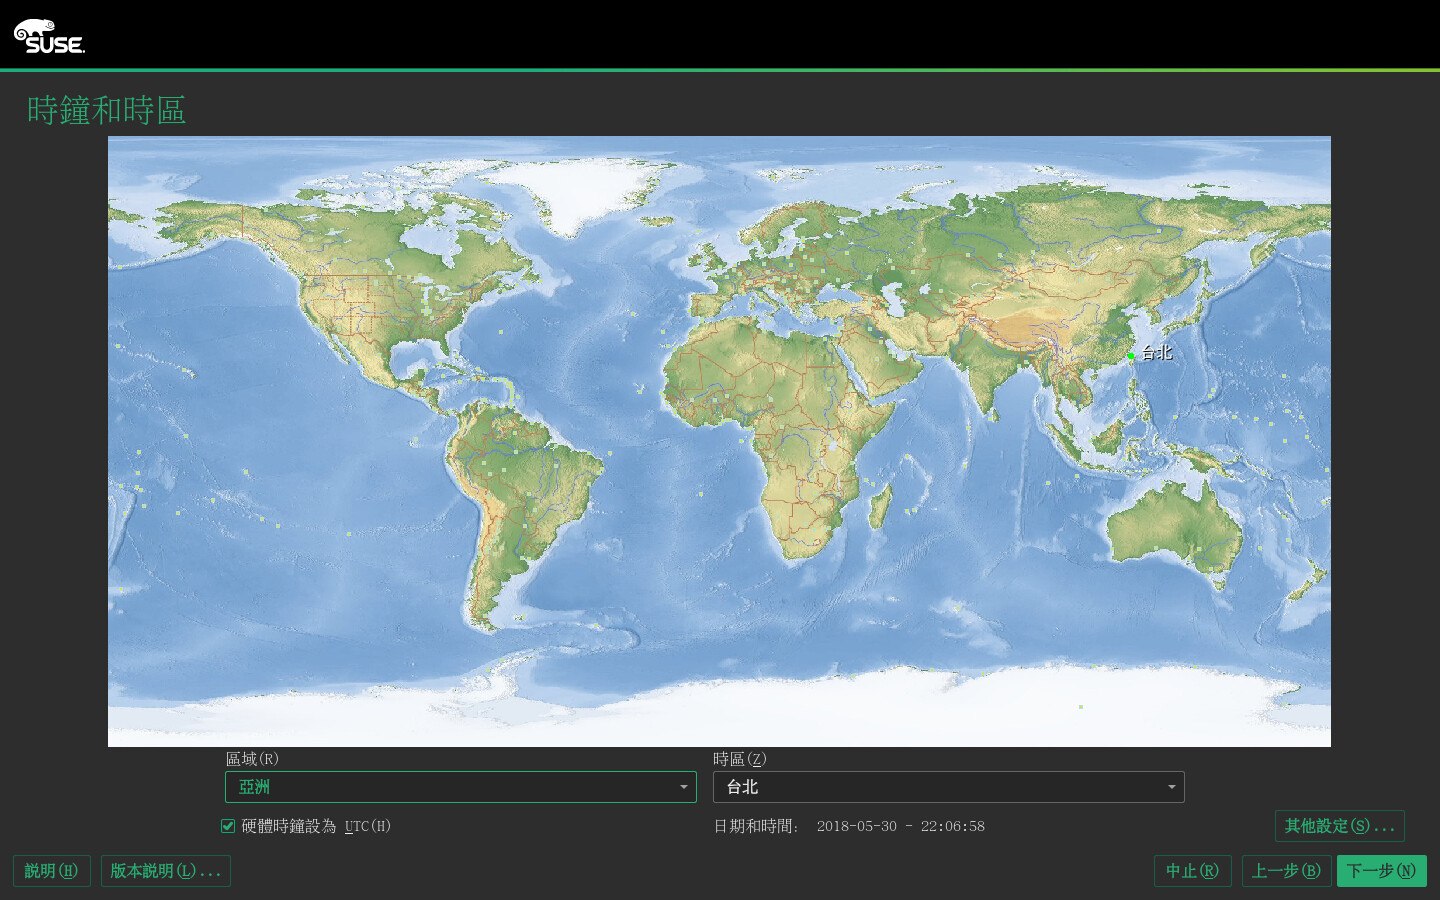 SUSE.
時鐘和時區
台北
區域(R)
時區(Z)
亞洲
台北
硬體時鐘設為 UTC(H)
日期和時間: 2018-05-30 - 22:06:58
其他設定(S)...
説明(H)
版本説明(L)...
中止(R)
上一步(B)
下一步(N)